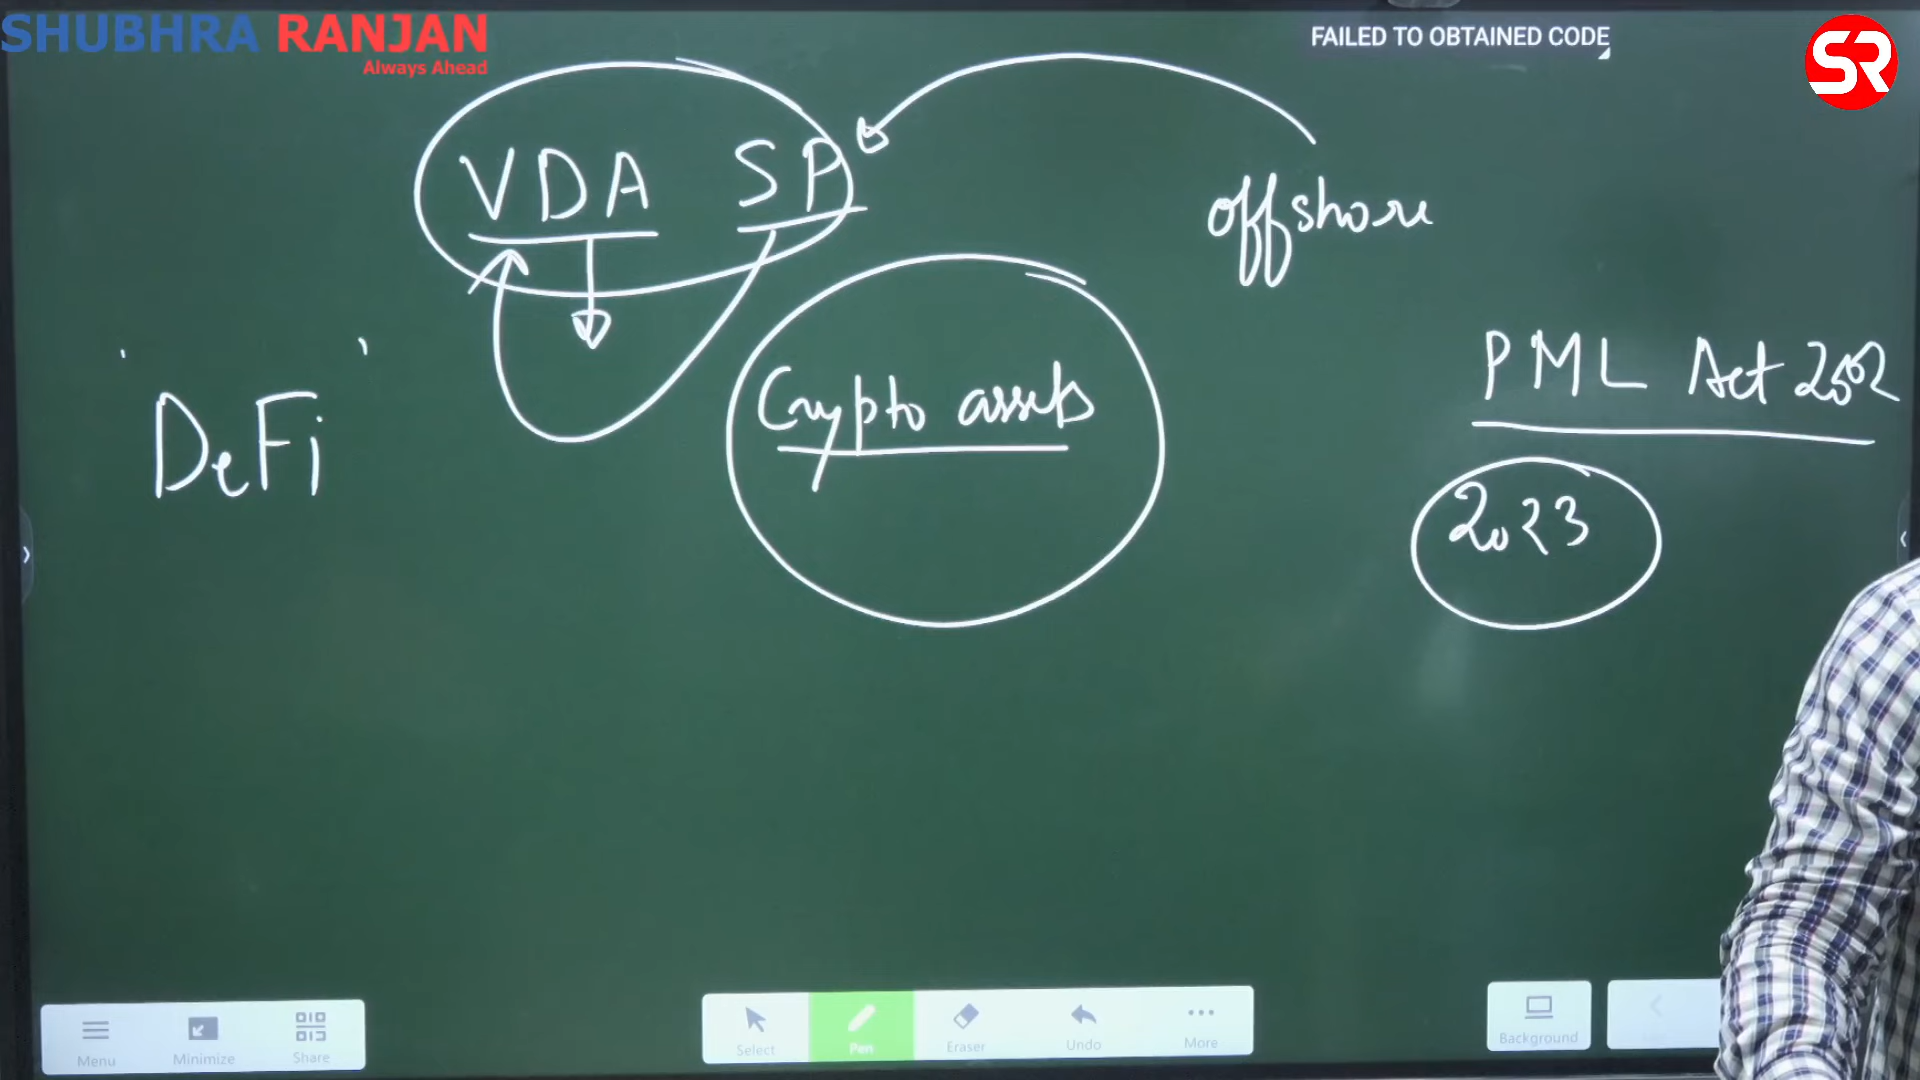 SHUBHRA RANJAN
Always Ahead
FAILED TO OBTAINED CODE
SR
VDA SP
offshore
Crypto assets
'DeFi'
PML Act 2002
2023
Menu
Minimize
Share
Select
Pen
Eraser
Undo
More
Background